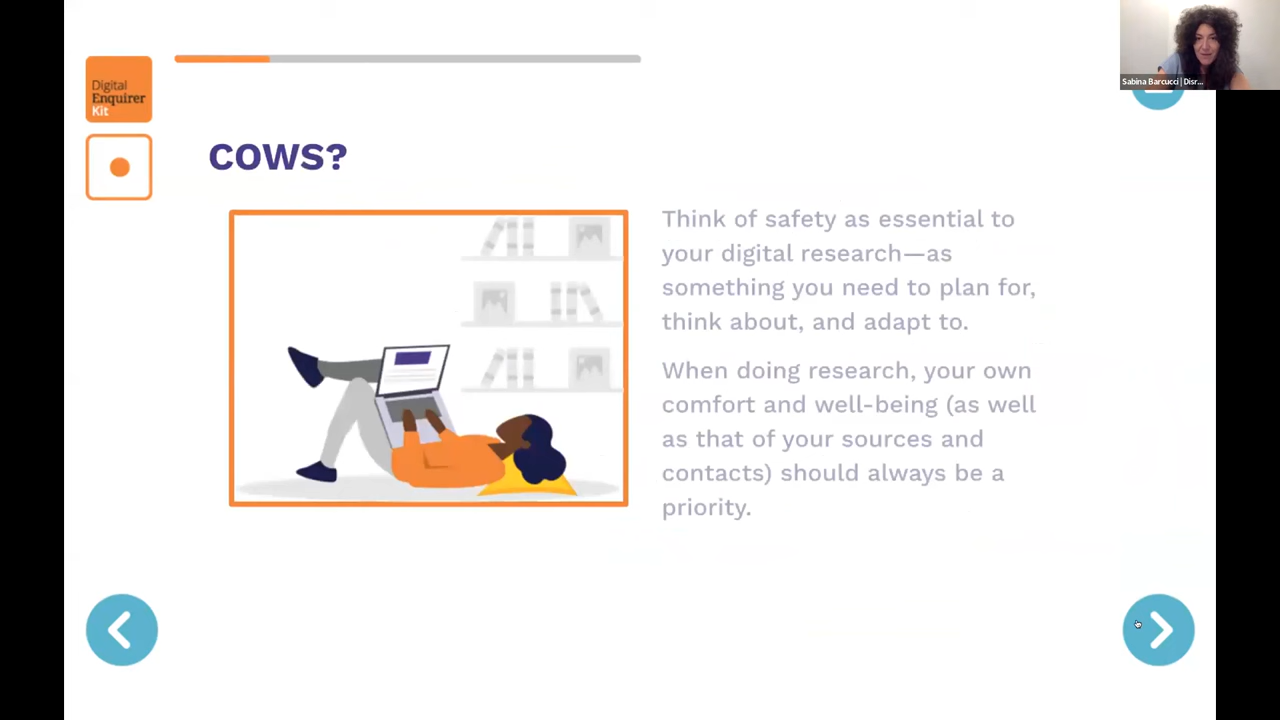 Digital
Enquirer
Kit
COWS?
Think of safety as essential to
your digital research—as
something you need to plan for,
think about, and adapt to.
When doing research, your own
comfort and well-being (as well
as that of your sources and
contacts) should always be a
priority.
Sabina Barcucci | Disr...